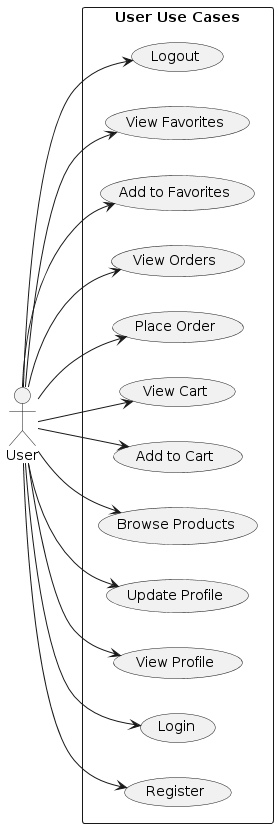 User Use Cases
Logout
View Favorites
Add to Favorites
View Orders
Place Order
View Cart
User
Add to Cart
Browse Products
Update Profile
View Profile
Login
Register